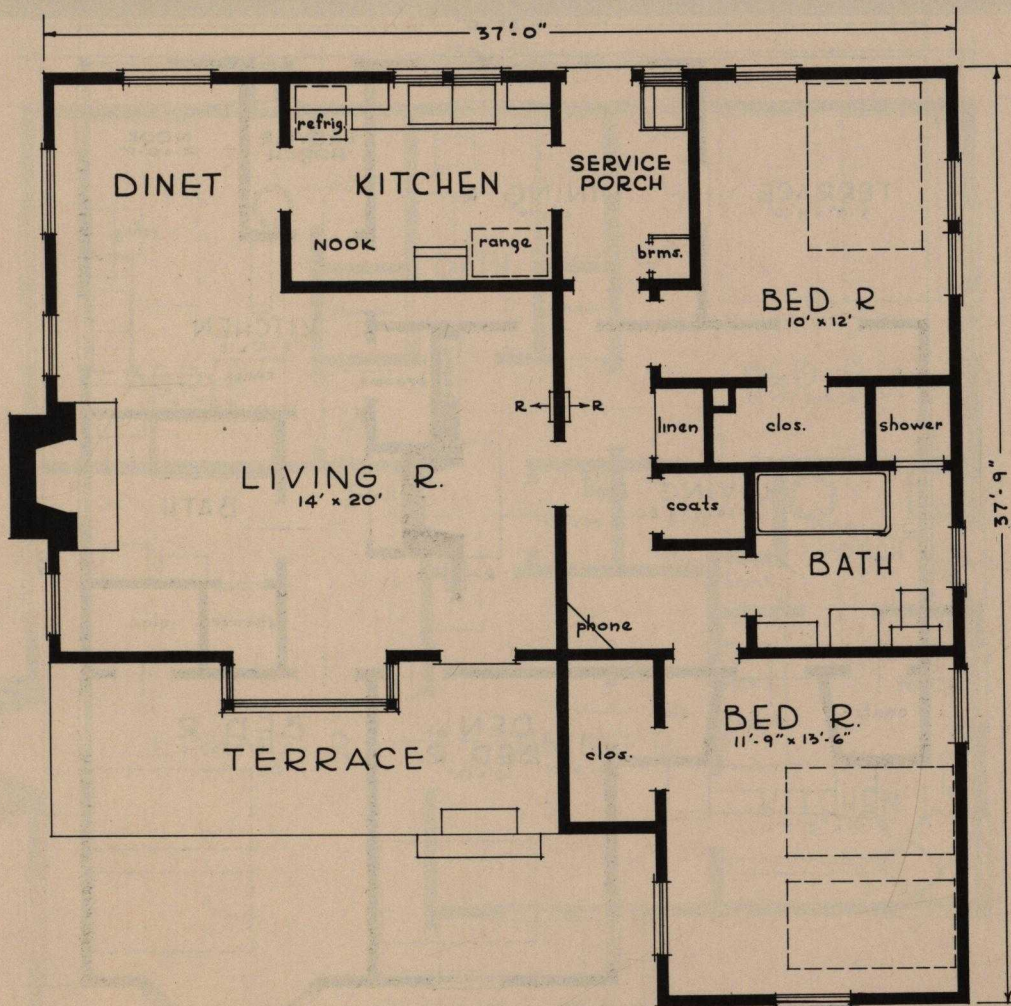 37'-0"
refrig.
DINET
KITCHEN
SERVICE
PORCH
NOOK
range
brms.
BED R
10' x 12'
R
R
linen
clos.
shower
LIVING R.
14' x 20'
coats
37'-9"
BATH
phone
BED R.
11'-9" x 13'-6"
TERRACE
clos.